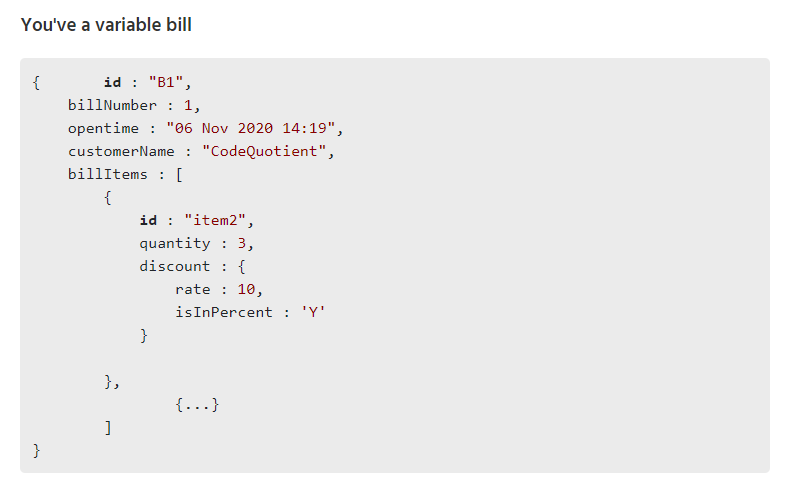 You've a variable bill
{       id : "B1",
    billNumber : 1,
    opentime : "06 Nov 2020 14:19",
    customerName : "CodeQuotient",
    billItems : [
        {
            id : "item2",
            quantity : 3,
            discount : {
                rate : 10,
                isInPercent : 'Y'
            }
        },
                {...}
        ]
}